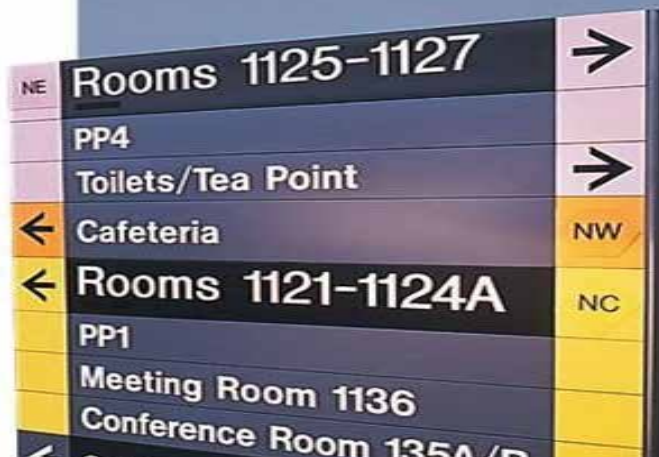 NE Rooms 1125-1127
PP4
Toilets/Tea Point
Cafeteria NW
Rooms 1121-1124A NC
PP1
Meeting Room 1136
Conference Room 135A/B